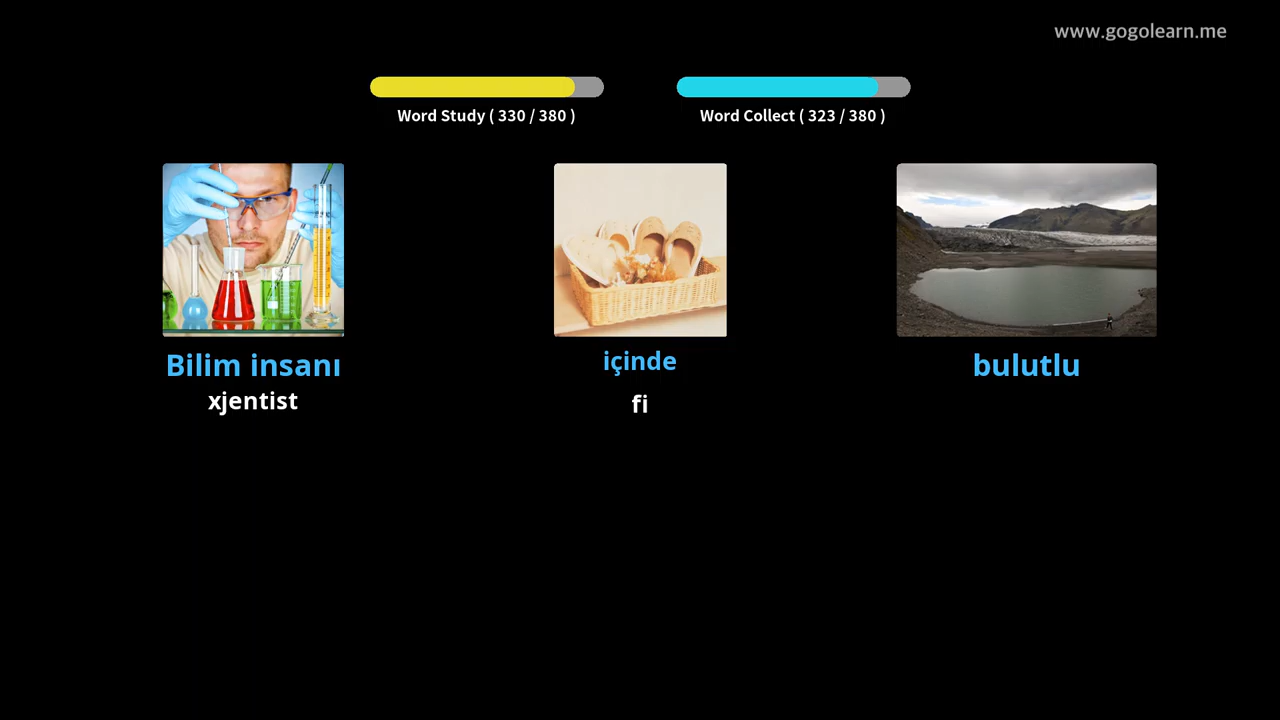 www.gogolearn.me
Word Study ( 330 / 380 )
Word Collect ( 323 / 380 )
Bilim insanı
xjentist
içinde
fi
bulutlu